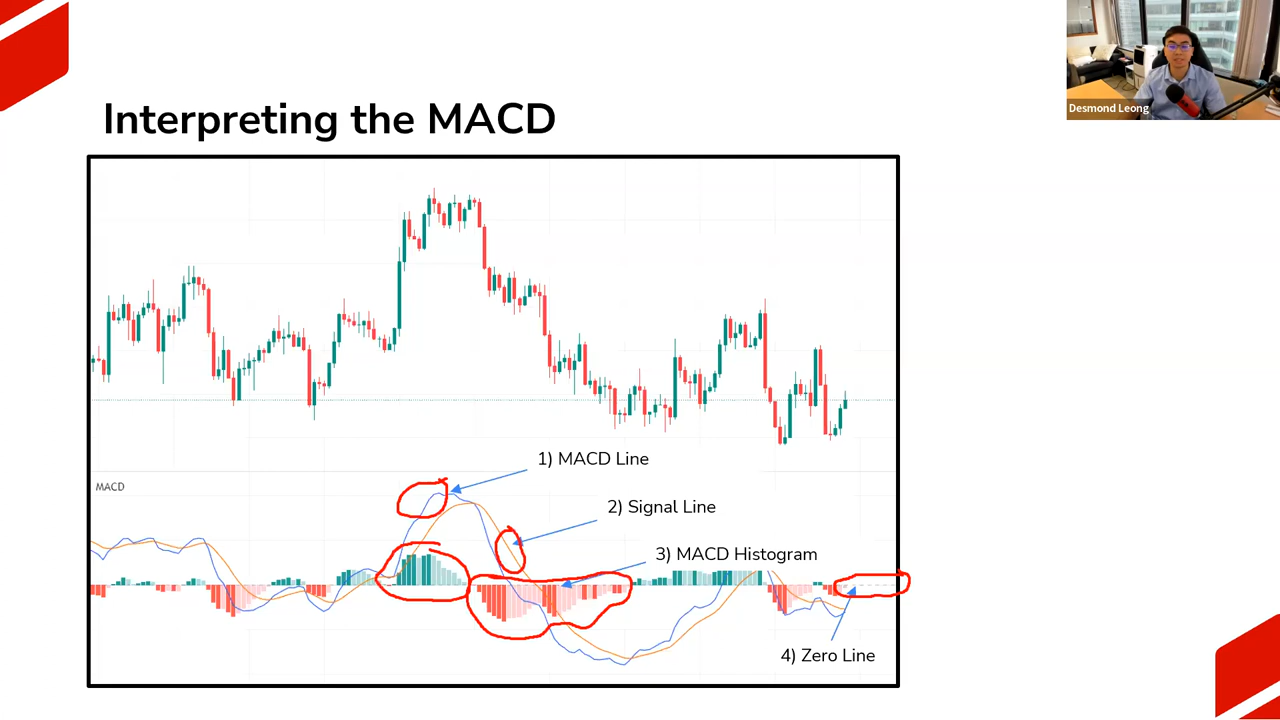 Desmond Leong
Interpreting the MACD
1) MACD Line
MACD
2) Signal Line
3) MACD Histogram
4) Zero Line